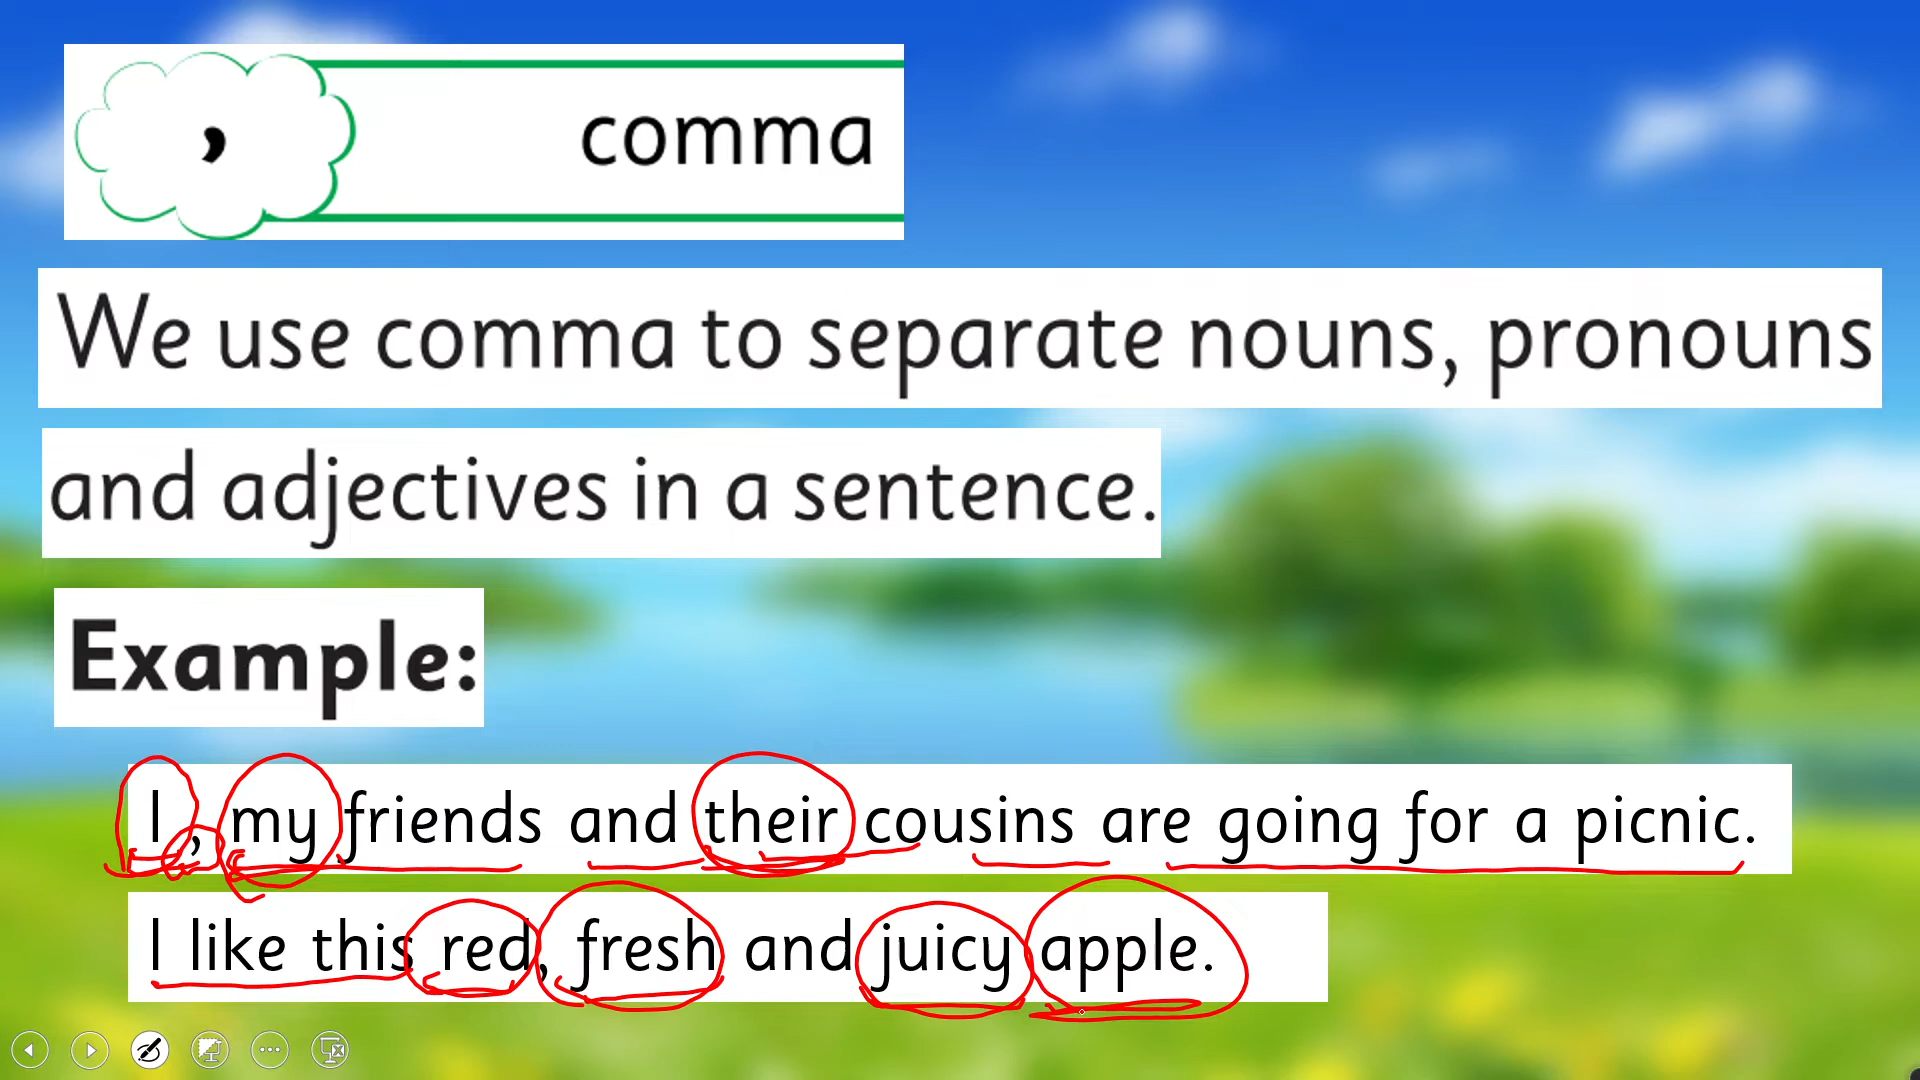 , comma
We use comma to separate nouns, pronouns
and adjectives in a sentence.
Example:
I, my friends and their cousins are going for a picnic.
I like this red, fresh and juicy apple.